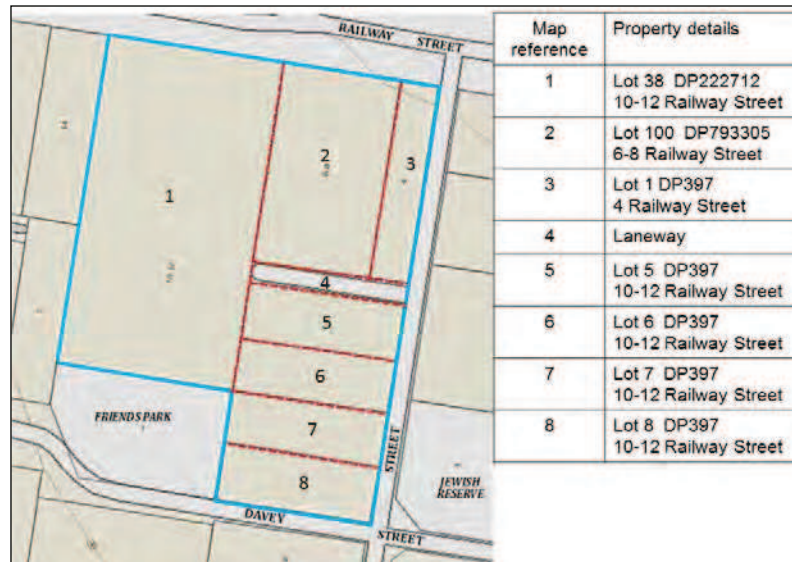 RAILWAY STREET
1
2
3
4
5
6
7
8
FRIENDS PARK
STREET
JEWISH
RESERVE
DAVEY
STREET
Map reference Property details
1 Lot 38 DP222712
10-12 Railway Street
2 Lot 100 DP793305
6-8 Railway Street
3 Lot 1 DP397
4 Railway Street
4 Laneway
5 Lot 5 DP397
10-12 Railway Street
6 Lot 6 DP397
10-12 Railway Street
7 Lot 7 DP397
10-12 Railway Street
8 Lot 8 DP397
10-12 Railway Street